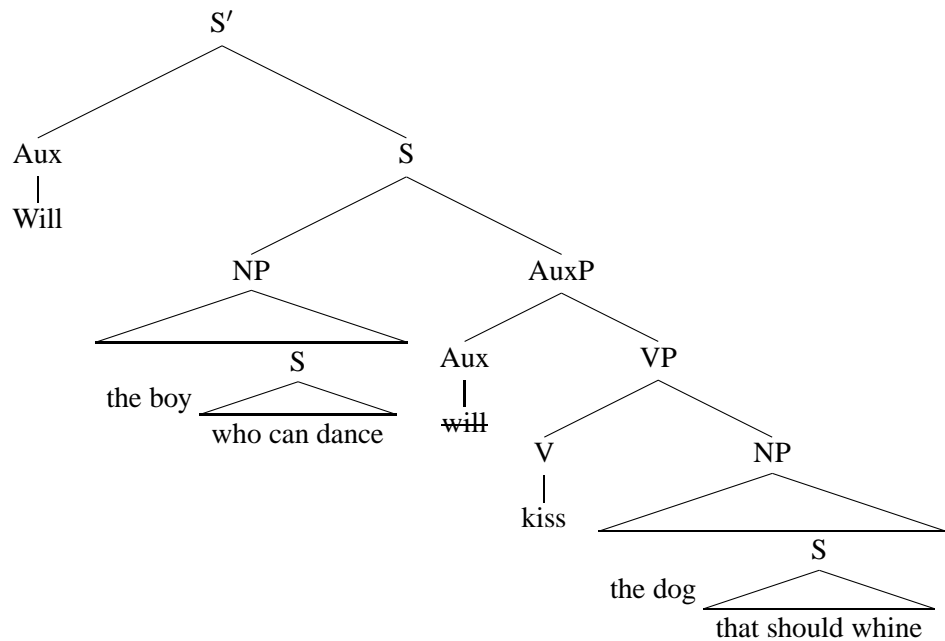 S′
Aux S
Will
NP AuxP
S Aux VP
the boy will
who can dance V NP
kiss
S
the dog
that should whine